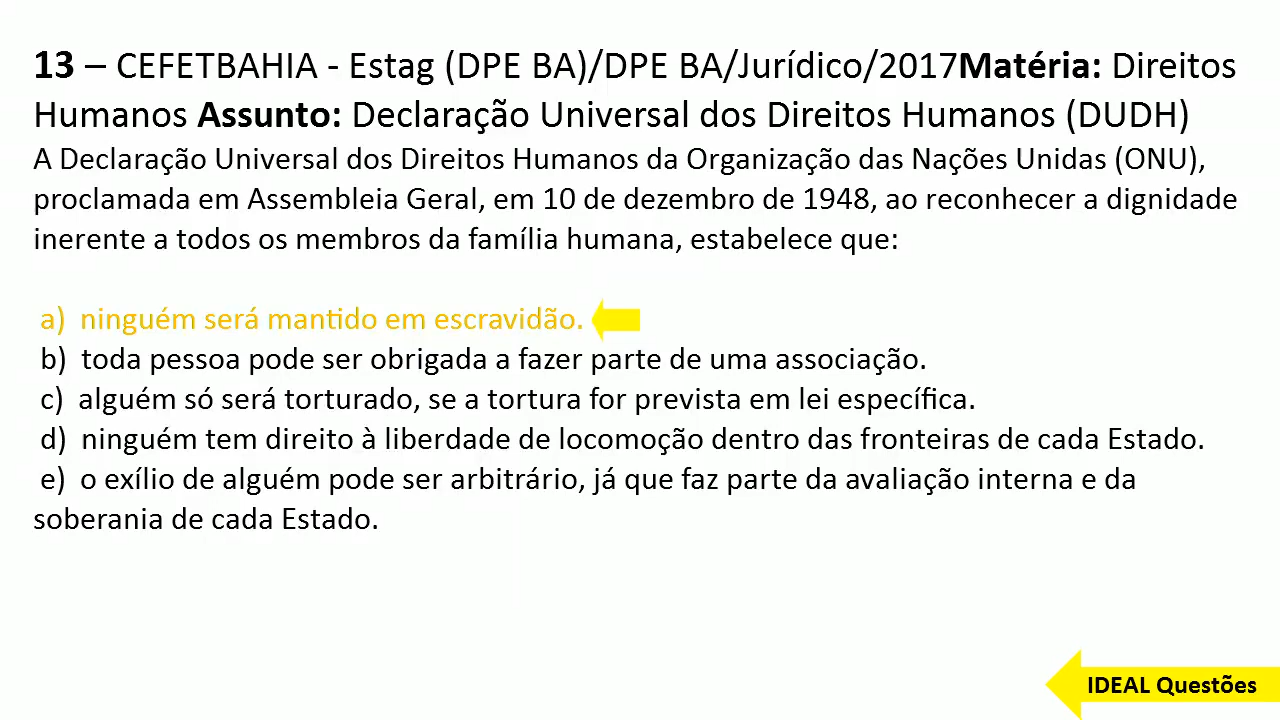 13 – CEFETBAHIA - Estag (DPE BA)/DPE BA/Jurídico/2017Matéria: Direitos
Humanos Assunto: Declaração Universal dos Direitos Humanos (DUDH)
A Declaração Universal dos Direitos Humanos da Organização das Nações Unidas (ONU),
proclamada em Assembleia Geral, em 10 de dezembro de 1948, ao reconhecer a dignidade
inerente a todos os membros da família humana, estabelece que:
a) ninguém será mantido em escravidão.
b) toda pessoa pode ser obrigada a fazer parte de uma associação.
c) alguém só será torturado, se a tortura for prevista em lei específica.
d) ninguém tem direito à liberdade de locomoção dentro das fronteiras de cada Estado.
e) o exílio de alguém pode ser arbitrário, já que faz parte da avaliação interna e da
soberania de cada Estado.
IDEAL Questões